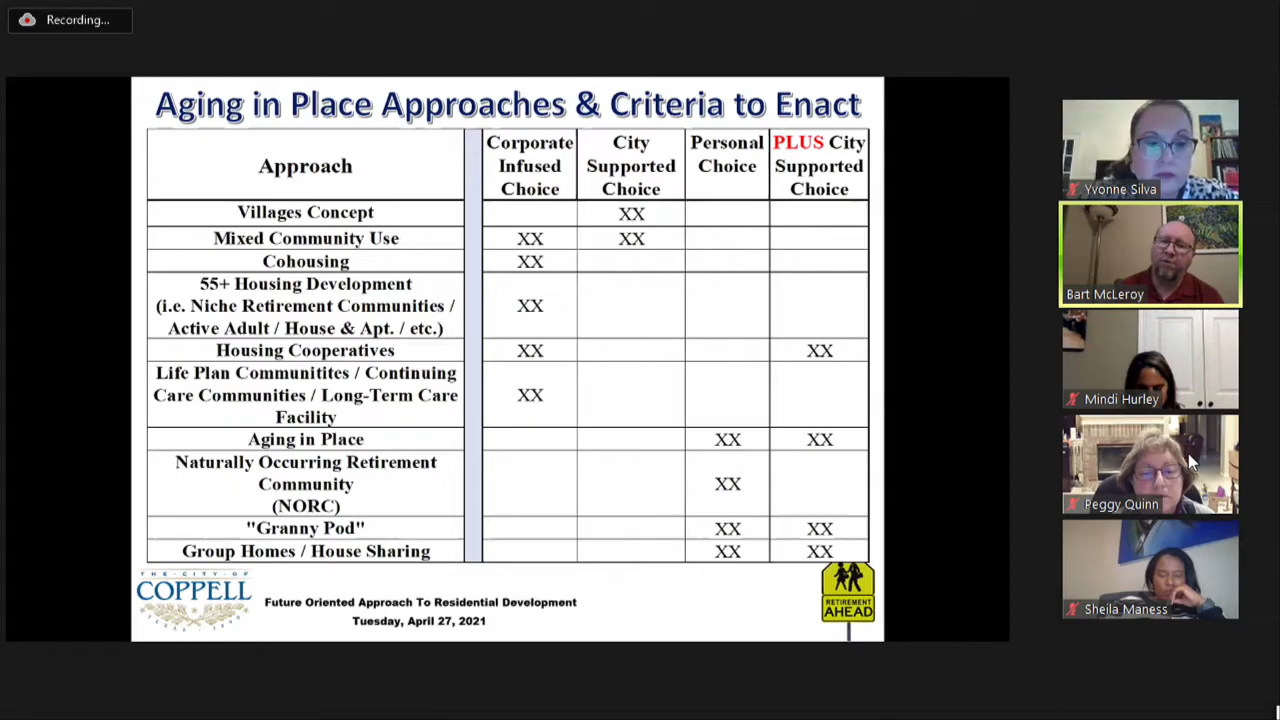 Recording...
Aging in Place Approaches & Criteria to Enact
Approach
Corporate
Infused
Choice
City
Supported
Choice
Personal
Choice
PLUS City
Supported
Choice
Villages Concept
XX
Mixed Community Use
XX XX
Cohousing
XX
55+ Housing Development
(i.e. Niche Retirement Communities /
Active Adult / House & Apt. / etc.)
XX
Housing Cooperatives
XX XX
Life Plan Communitites / Continuing
Care Communities / Long-Term Care
Facility
XX
Aging in Place
XX XX
Naturally Occurring Retirement
Community
(NORC)
XX
"Granny Pod"
XX XX
Group Homes / House Sharing
XX XX
THE CITY OF
COPPELL
Future Oriented Approach To Residential Development
Tuesday, April 27, 2021
RETIREMENT
AHEAD
Yvonne Silva
Bart McLeroy
Mindi Hurley
Peggy Quinn
Sheila Maness